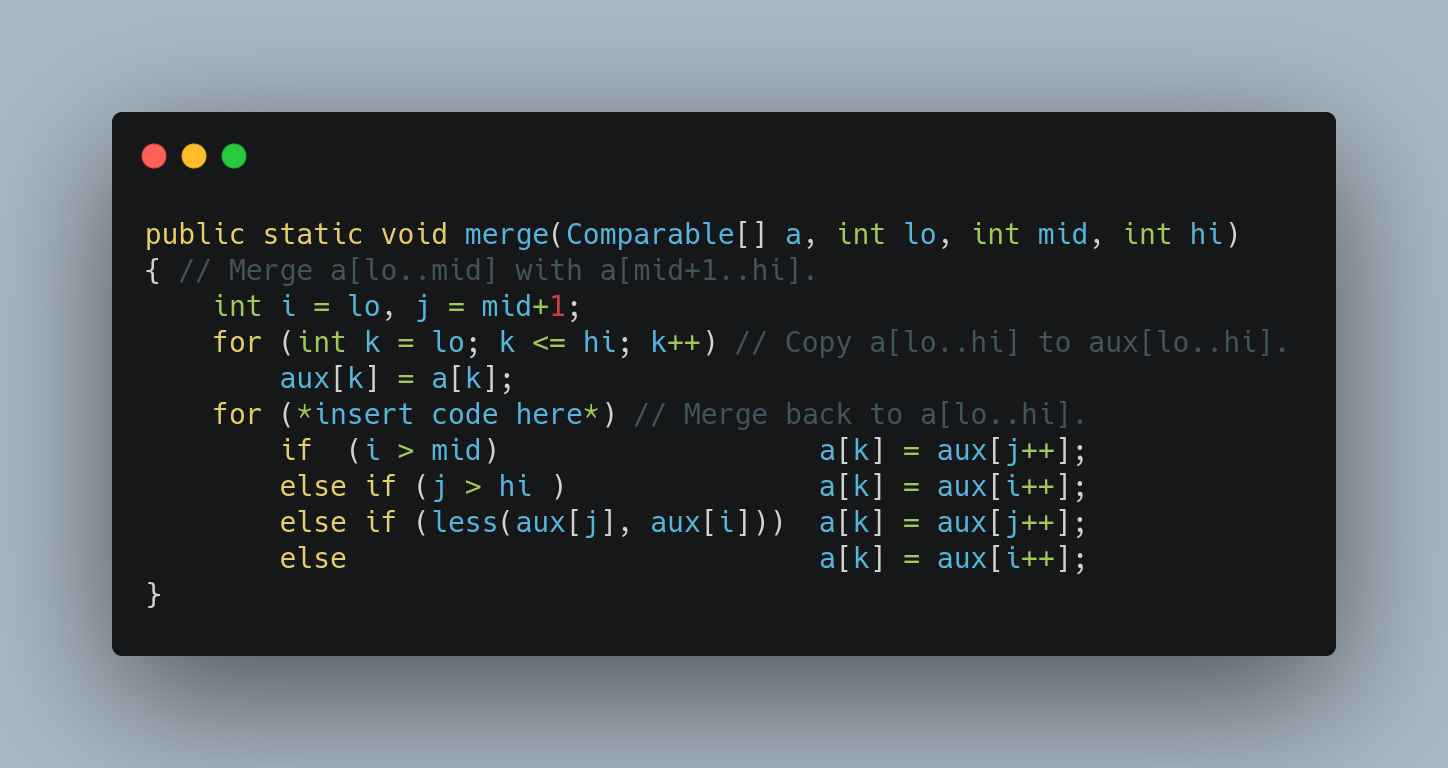 public static void merge(Comparable[] a, int lo, int mid, int hi)
{ // Merge a[lo..mid] with a[mid+1..hi].
    int i = lo, j = mid+1;
    for (int k = lo; k <= hi; k++) // Copy a[lo..hi] to aux[lo..hi].
        aux[k] = a[k];
    for (*insert code here*) // Merge back to a[lo..hi].
        if  (i > mid)                   a[k] = aux[j++];
        else if (j > hi )               a[k] = aux[i++];
        else if (less(aux[j], aux[i]))  a[k] = aux[j++];
        else                            a[k] = aux[i++];
}